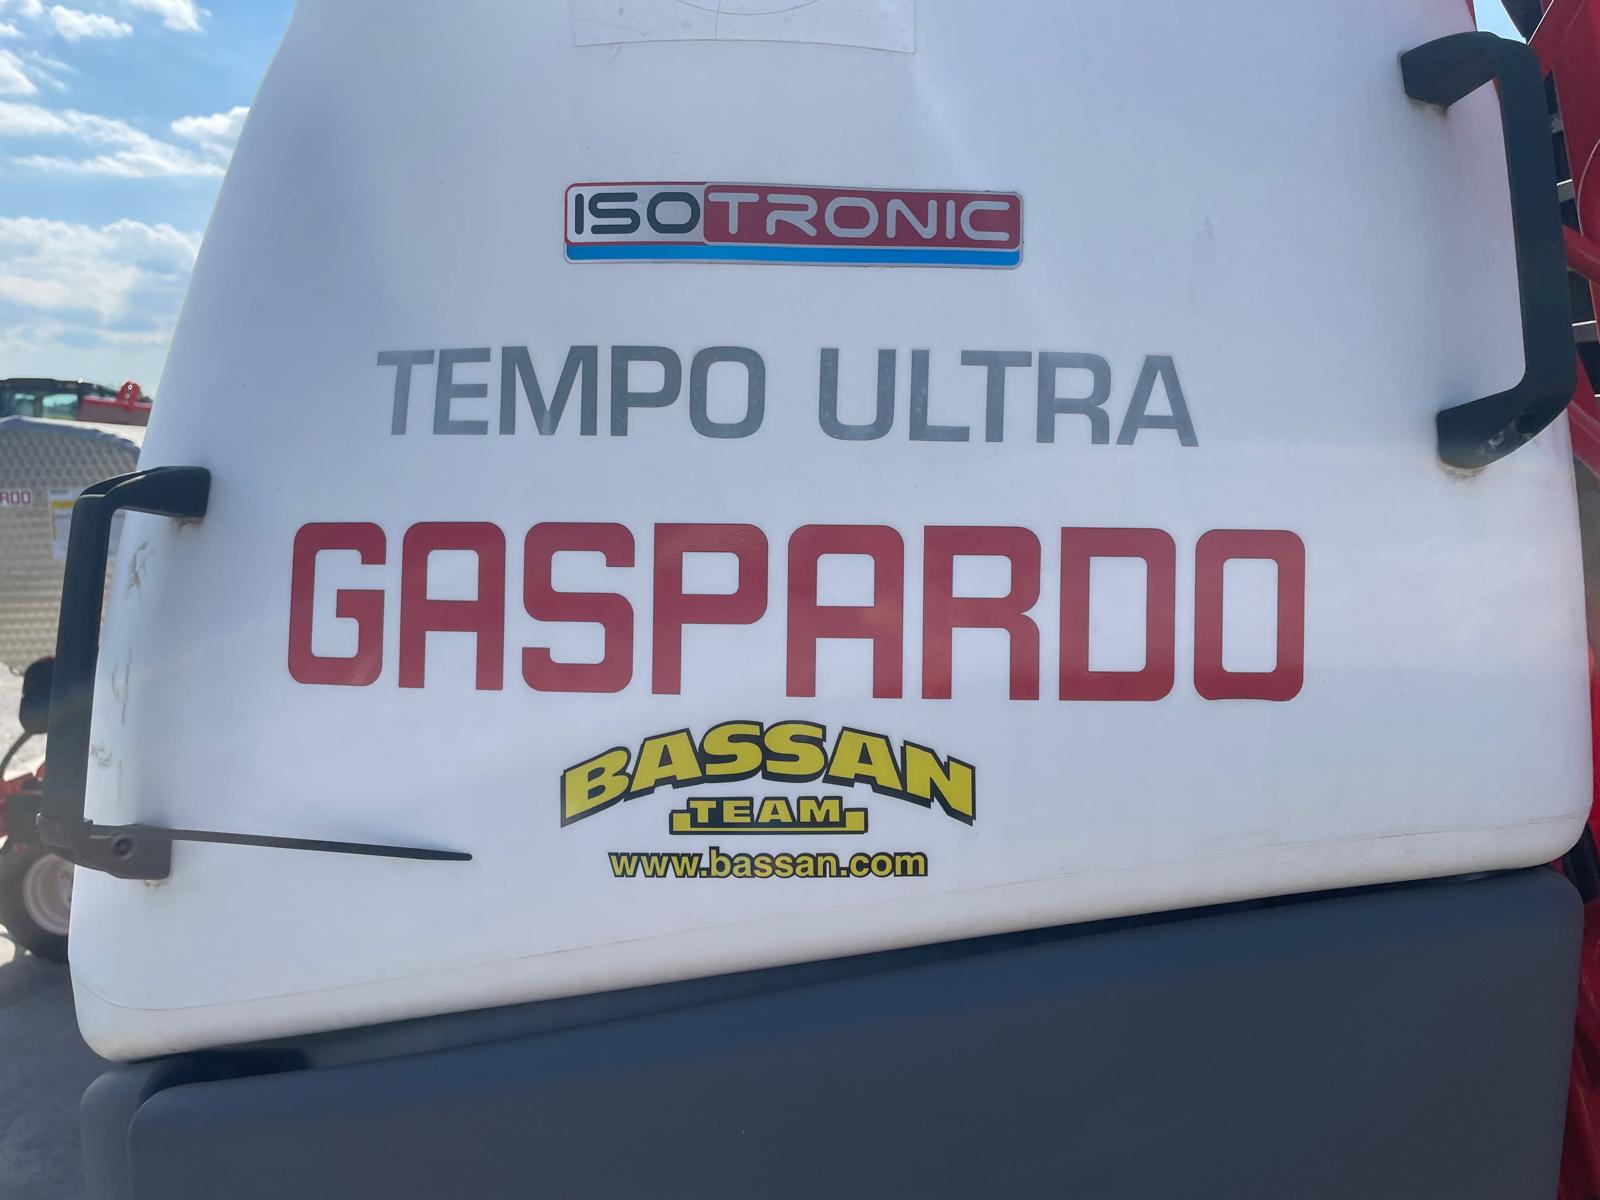 ISOTRONIC
TEMPO ULTRA
GASPARDO
BASSAN
TEAM
www.bassan.com